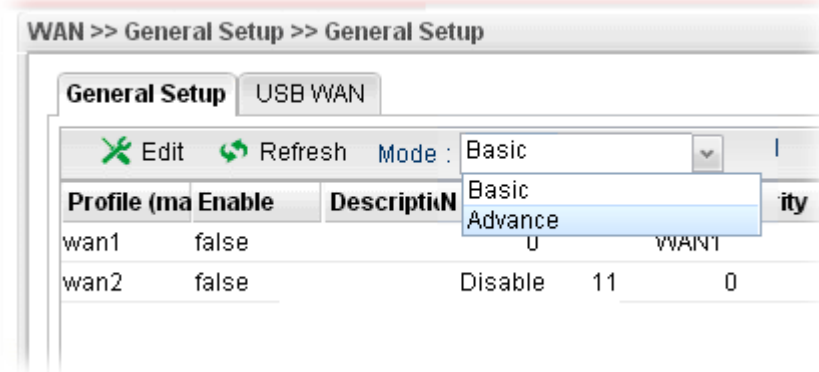 WAN >> General Setup >> General Setup
General Setup USB WAN
Edit Refresh Mode : Basic
Basic
Advance
Profile (ma Enable Descripti N ity
wan1 false 0 WAN1
wan2 false Disable 11 0